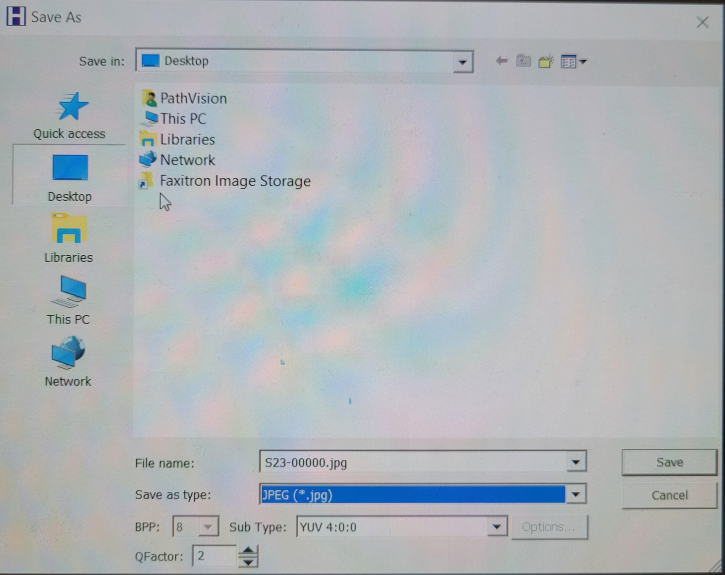 Save As
Save in: Desktop
Quick access
Desktop
Libraries
This PC
Network
PathVision
This PC
Libraries
Network
Faxitron Image Storage
File name: S23-00000.jpg Save
Save as type: JPEG (*.jpg) Cancel
BPP: 8 Sub Type: YUV 4:0:0 Options...
QFactor: 2